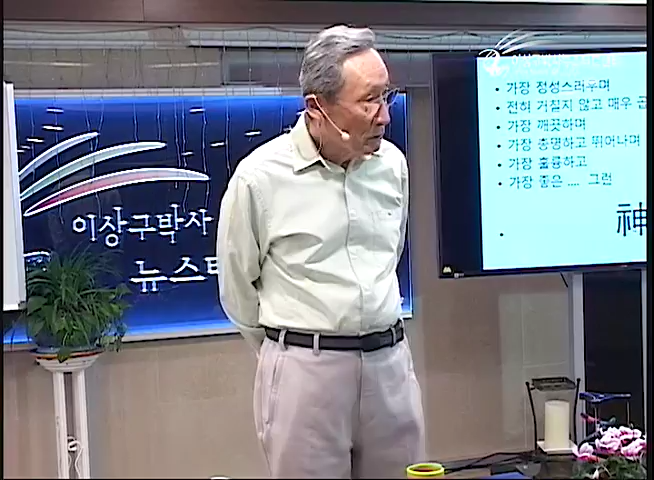 이상구박사
뉴스타
• 가장 정성스러우며
• 전혀 거칠지 않고 매우 곱
• 가장 깨끗하며
• 가장 총명하고 뛰어나며
• 가장 훌륭하고
• 가장 좋은 .... 그런
神